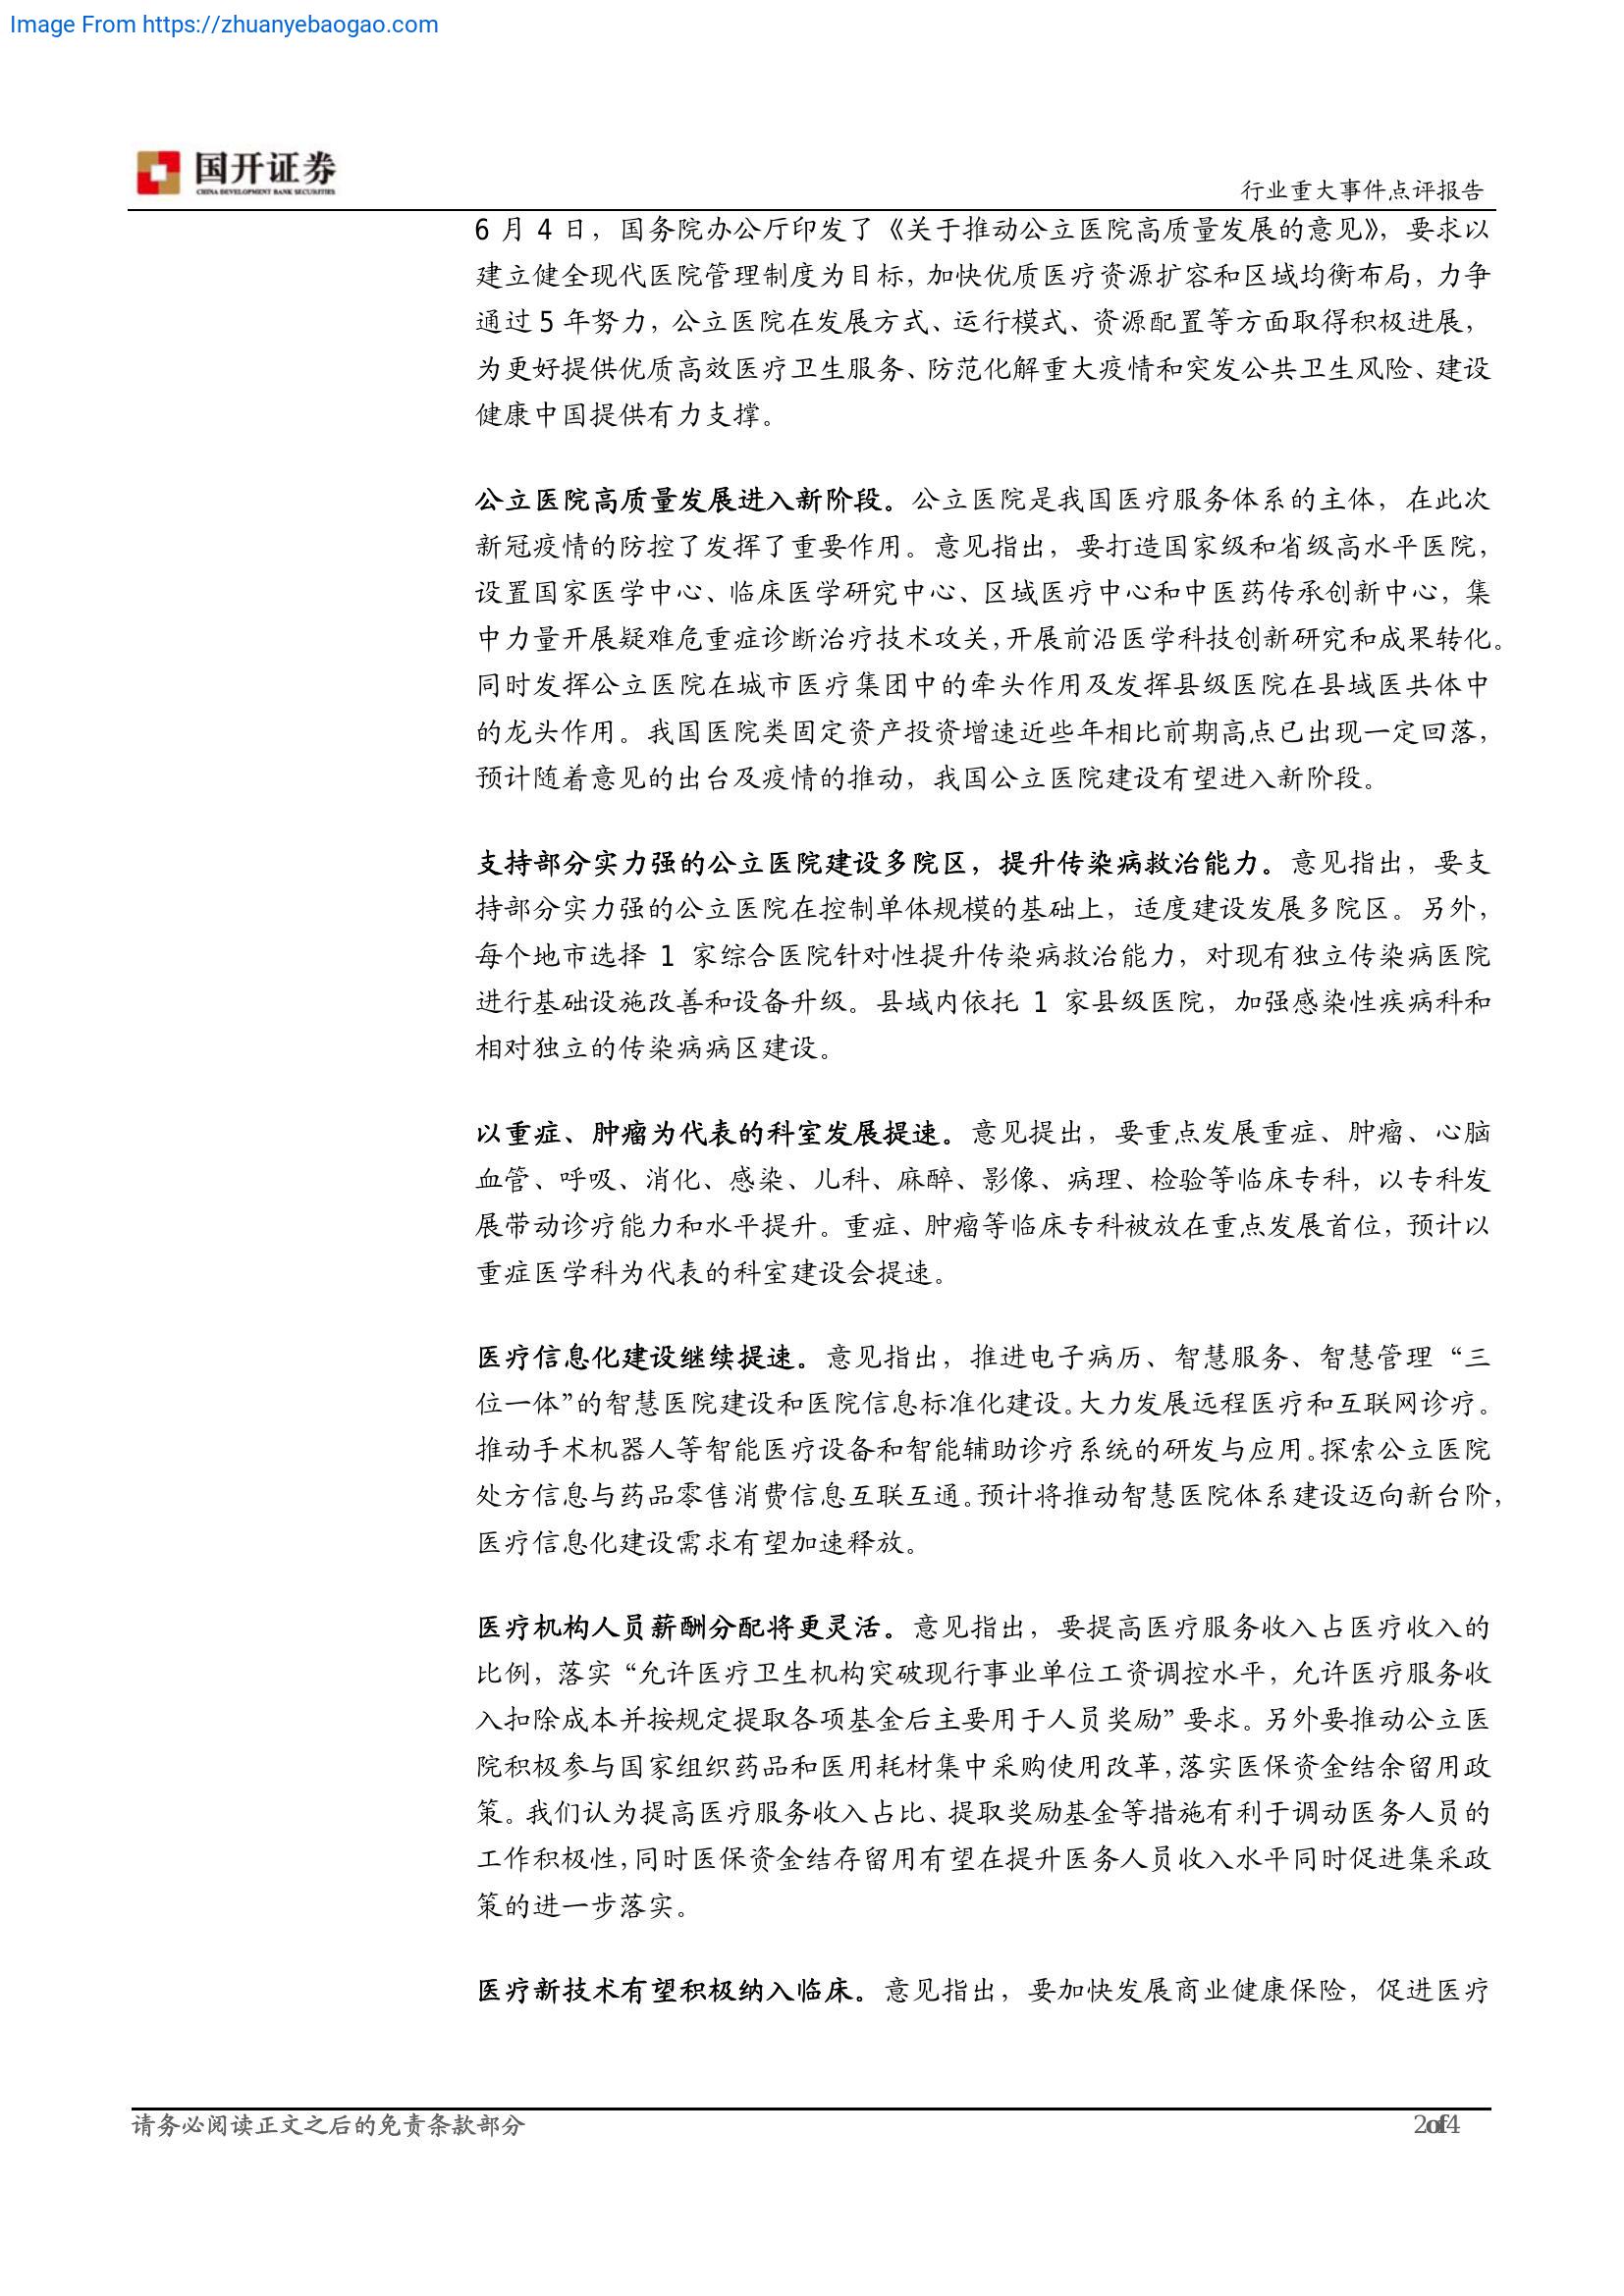 Image From https://zhuanyebaogao.com
国开证券
CHINA DEVELOPMENT BANK SECURITIES
行业重大事件点评报告
6 月 4 日，国务院办公厅印发了《关于推动公立医院高质量发展的意见》，要求以
建立健全现代医院管理制度为目标，加快优质医疗资源扩容和区域均衡布局，力争
通过 5 年努力，公立医院在发展方式、运行模式、资源配置等方面取得积极进展，
为更好提供优质高效医疗卫生服务、防范化解重大疫情和突发公共卫生风险、建设
健康中国提供有力支撑。
公立医院高质量发展进入新阶段。公立医院是我国医疗服务体系的主体，在此次
新冠疫情的防控了发挥了重要作用。意见指出，要打造国家级和省级高水平医院，
设置国家医学中心、临床医学研究中心、区域医疗中心和中医药传承创新中心，集
中力量开展疑难危重症诊断治疗技术攻关，开展前沿医学科技创新研究和成果转化。
同时发挥公立医院在城市医疗集团中的牵头作用及发挥县级医院在县域医共体中
的龙头作用。我国医院类固定资产投资增速近些年相比前期高点已出现一定回落，
预计随着意见的出台及疫情的推动，我国公立医院建设有望进入新阶段。
支持部分实力强的公立医院建设多院区，提升传染病救治能力。意见指出，要支
持部分实力强的公立医院在控制单体规模的基础上，适度建设发展多院区。另外，
每个地市选择 1 家综合医院针对性提升传染病救治能力，对现有独立传染病医院
进行基础设施改善和设备升级。县域内依托 1 家县级医院，加强感染性疾病科和
相对独立的传染病病区建设。
以重症、肿瘤为代表的科室发展提速。意见提出，要重点发展重症、肿瘤、心脑
血管、呼吸、消化、感染、儿科、麻醉、影像、病理、检验等临床专科，以专科发
展带动诊疗能力和水平提升。重症、肿瘤等临床专科被放在重点发展首位，预计以
重症医学科为代表的科室建设会提速。
医疗信息化建设继续提速。意见指出，推进电子病历、智慧服务、智慧管理“三
位一体”的智慧医院建设和医院信息标准化建设。大力发展远程医疗和互联网诊疗。
推动手术机器人等智能医疗设备和智能辅助诊疗系统的研发与应用。探索公立医院
处方信息与药品零售消费信息互联互通。预计将推动智慧医院体系建设迈向新台阶，
医疗信息化建设需求有望加速释放。
医疗机构人员薪酬分配将更灵活。意见指出，要提高医疗服务收入占医疗收入的
比例，落实“允许医疗卫生机构突破现行事业单位工资调控水平，允许医疗服务收
入扣除成本并按规定提取各项基金后主要用于人员奖励”要求。另外要推动公立医
院积极参与国家组织药品和医用耗材集中采购使用改革，落实医保资金结余留用政
策。我们认为提高医疗服务收入占比、提取奖励基金等措施有利于调动医务人员的
工作积极性，同时医保资金结存留用有望在提升医务人员收入水平同时促进集采政
策的进一步落实。
医疗新技术有望积极纳入临床。意见指出，要加快发展商业健康保险，促进医疗
请务必阅读正文之后的免责条款部分
2of4